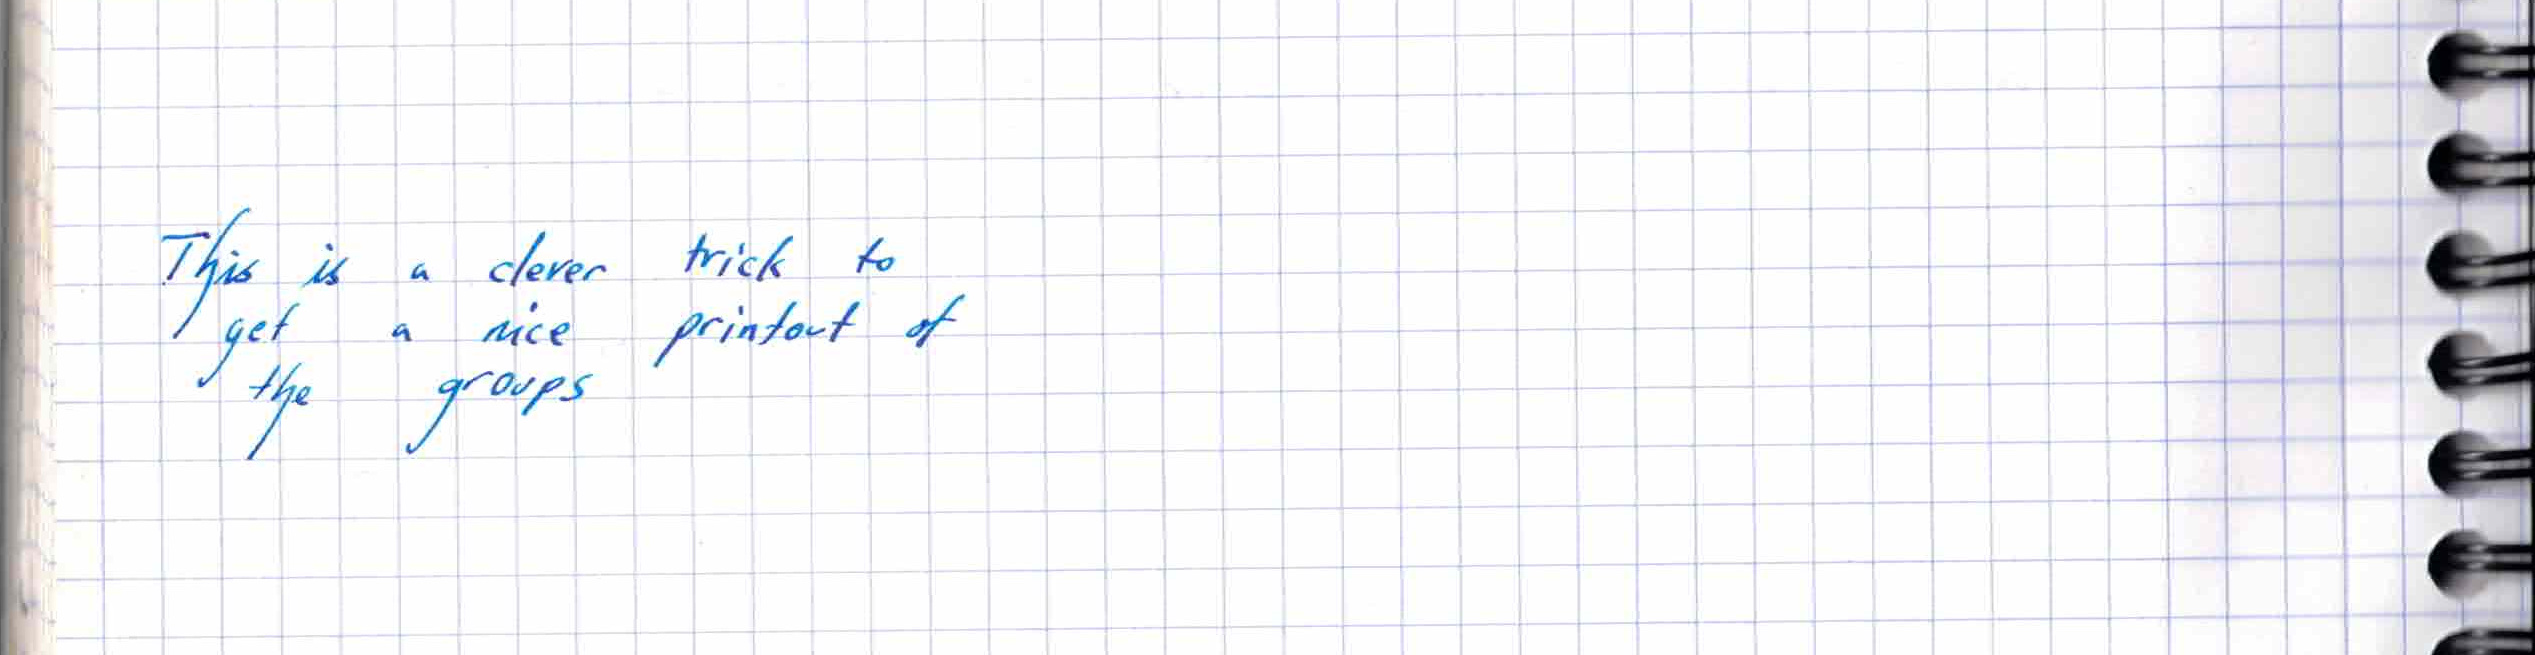 This is a clever trick to
get a nice printout of
the groups